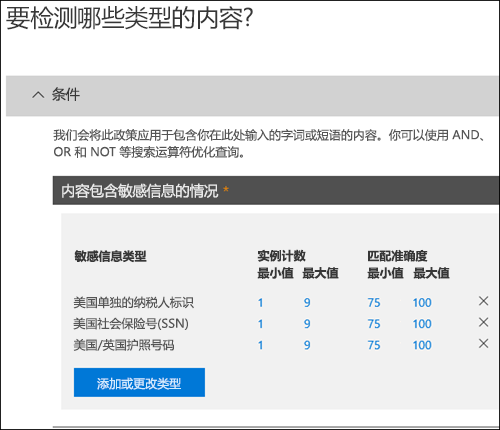 要检测哪些类型的内容?
条件
我们会将此政策应用于包含你在此处输入的字词或短语的内容。你可以使用 AND、
OR 和 NOT 等搜索运算符优化查询。
内容包含敏感信息的情况 *
敏感信息类型 实例计数 匹配准确度
最小值 最大值 最小值 最大值
美国单独的纳税人标识 1 9 75 100
美国社会保险号(SSN) 1 9 75 100
美国/英国护照号码 1 9 75 100
添加或更改类型